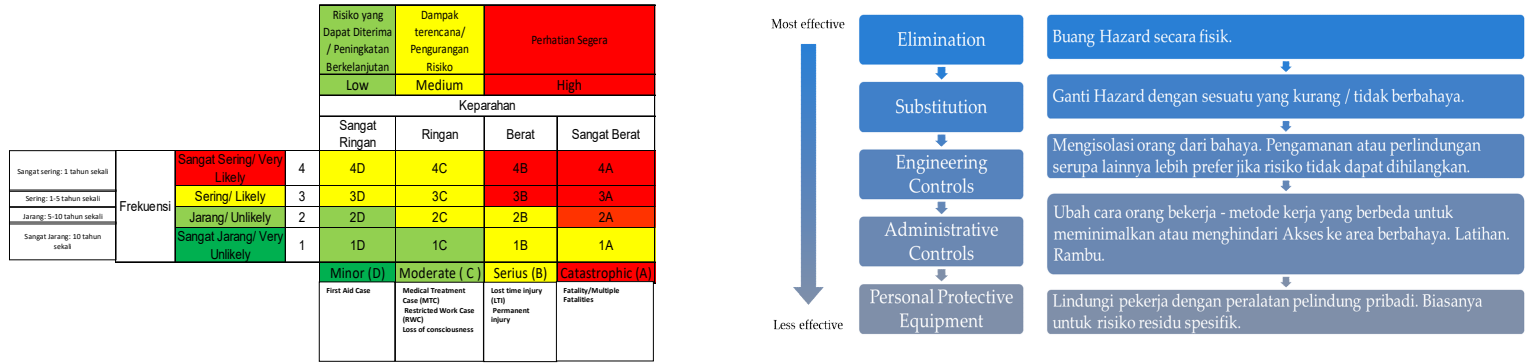 Risiko yang
Dapat Diterima
/ Peningkatan
Berkelanjutan
Dampak
terencana/
Pengurangan
Risiko
Perhatian Segera
Low
Medium
High
Keparahan
Sangat
Ringan
Ringan
Berat
Sangat Berat
Sangat sering: 1 tahun sekali
Sering: 1-5 tahun sekali
Jarang: 5-10 tahun sekali
Sangat Jarang: 10 tahun
sekali
Frekuensi
Sangat Sering/ Very
Likely
4
4D
4C
4B
4A
Sering/ Likely
3
3D
3C
3B
3A
Jarang/ Unlikely
2
2D
2C
2B
2A
Sangat Jarang/ Very
Unlikely
1
1D
1C
1B
1A
Minor (D)
Moderate ( C )
Serius (B)
Catastrophic (A)
First Aid Case
Medical Treatment
Case (MTC)
Restricted Work Case
(RWC)
Loss of consciousness
Lost time injury
(LTI)
Permanent
injury
Fatality/Multiple
Fatalities
Most effective
Less effective
Elimination
Buang Hazard secara fisik.
Substitution
Ganti Hazard dengan sesuatu yang kurang / tidak berbahaya.
Engineering
Controls
Mengisolasi orang dari bahaya. Pengamanan atau perlindungan
serupa lainnya lebih prefer jika risiko tidak dapat dihilangkan.
Administrative
Controls
Ubah cara orang bekerja - metode kerja yang berbeda untuk
meminimalkan atau menghindari Akses ke area berbahaya. Latihan.
Rambu.
Personal Protective
Equipment
Lindungi pekerja dengan peralatan pelindung pribadi. Biasanya
untuk risiko residu spesifik.